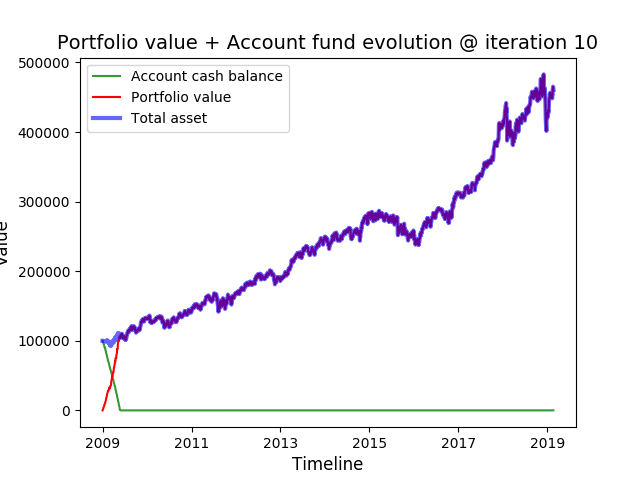 Portfolio value + Account fund evolution @ iteration 10
500000
400000
300000
200000
100000
0
Account cash balance
Portfolio value
Total asset
Value
2009 2011 2013 2015 2017 2019
Timeline